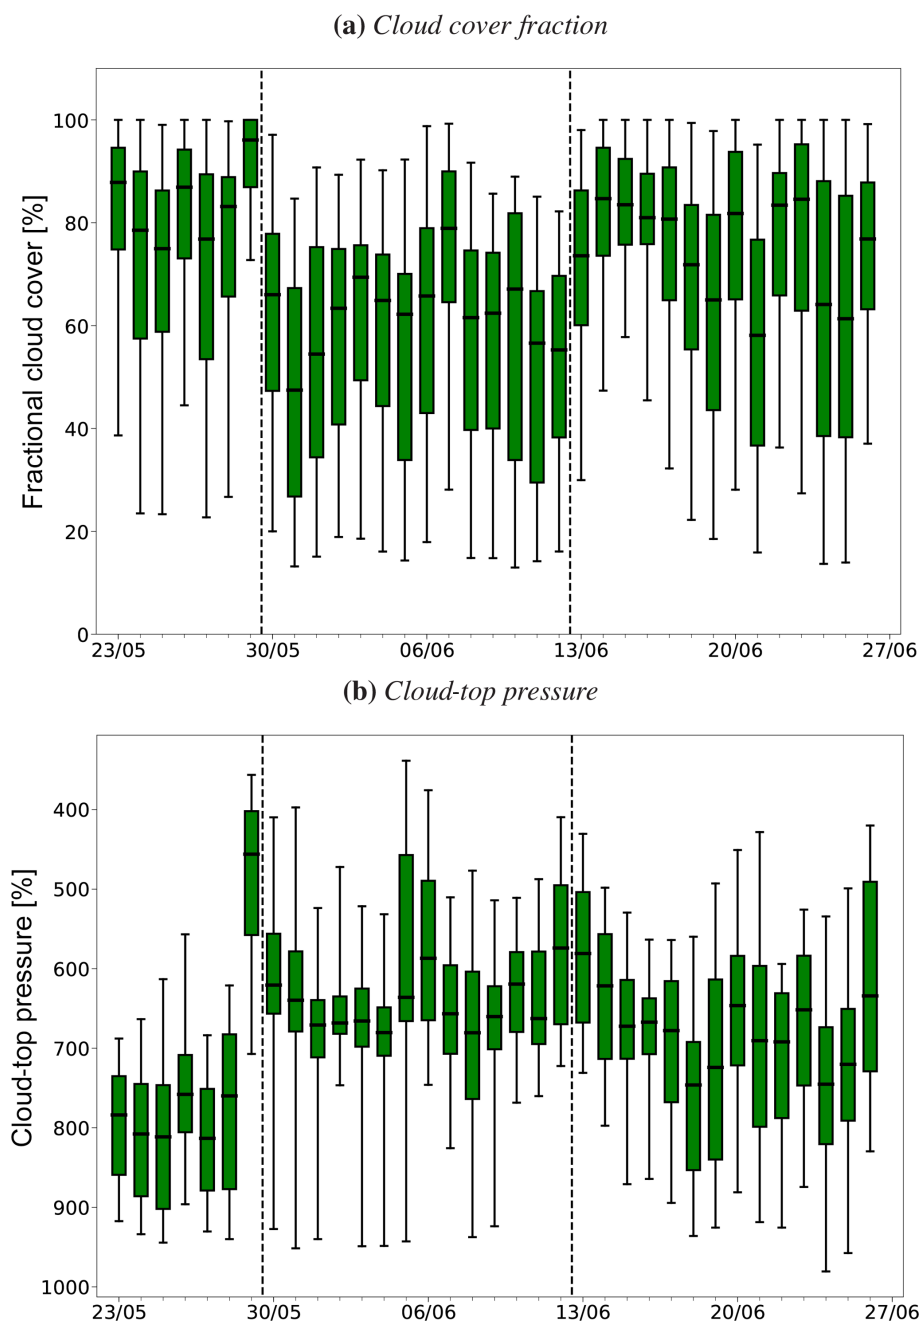 (a) Cloud cover fraction
Fractional cloud cover [%]
100
80
60
40
20
0
23/05 30/05 06/06 13/06 20/06 27/06
(b) Cloud-top pressure
Cloud-top pressure [%]
400
500
600
700
800
900
1000
23/05 30/05 06/06 13/06 20/06 27/06